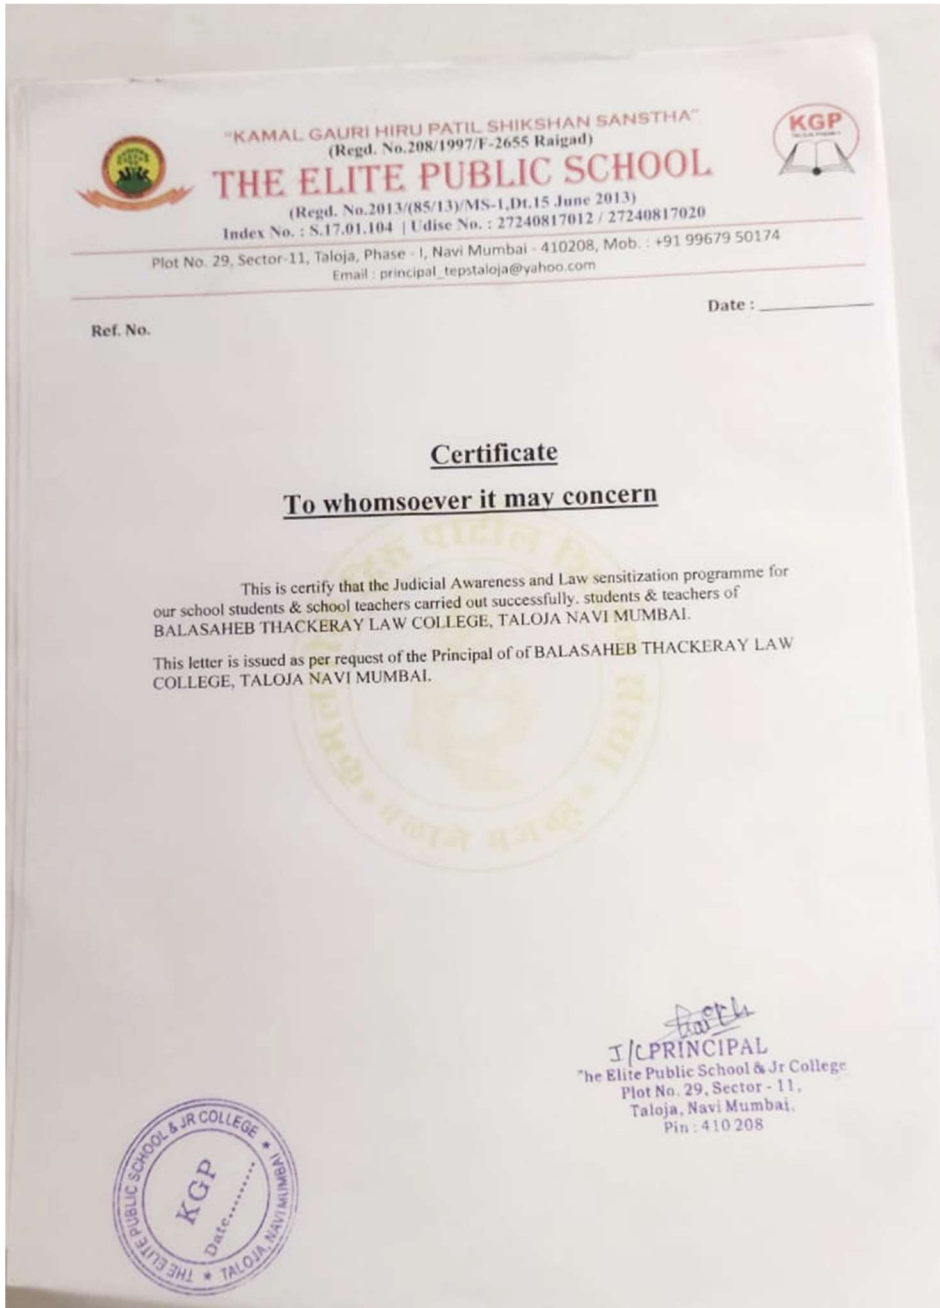 "KAMAL GAURI HIRU PATIL SHIKSHAN SANSTHA"
(Regd. No.208/1997/F-2655 Raigad)
KGP
THE ELITE PUBLIC SCHOOL
(Regd. No.2013/(85/13)/MS-1,Dt.15 June 2013)
Index No. : S.17.01.104 | Udise No. : 27240817012 / 27240817020
Plot No. 29, Sector-11, Taloja, Phase - I, Navi Mumbai - 410208, Mob. : +91 99679 50174
Email : principal_tepstaloja@yahoo.com
Date :
Ref. No.
Certificate
To whomsoever it may concern
This is certify that the Judicial Awareness and Law sensitization programme for
our school students & school teachers carried out successfully. students & teachers of
BALASAHEB THACKERAY LAW COLLEGE, TALOJA NAVI MUMBAI.
This letter is issued as per request of the Principal of of BALASAHEB THACKERAY LAW
COLLEGE, TALOJA NAVI MUMBAI.
I/C PRINCIPAL
The Elite Public School & Jr College
Plot No. 29, Sector - 11,
Taloja, Navi Mumbai,
Pin : 410 208
THE ELITE PUBLIC SCHOOL & JR COLLEGE
TALOJA, NAVI MUMBAI
KGP
Date..........